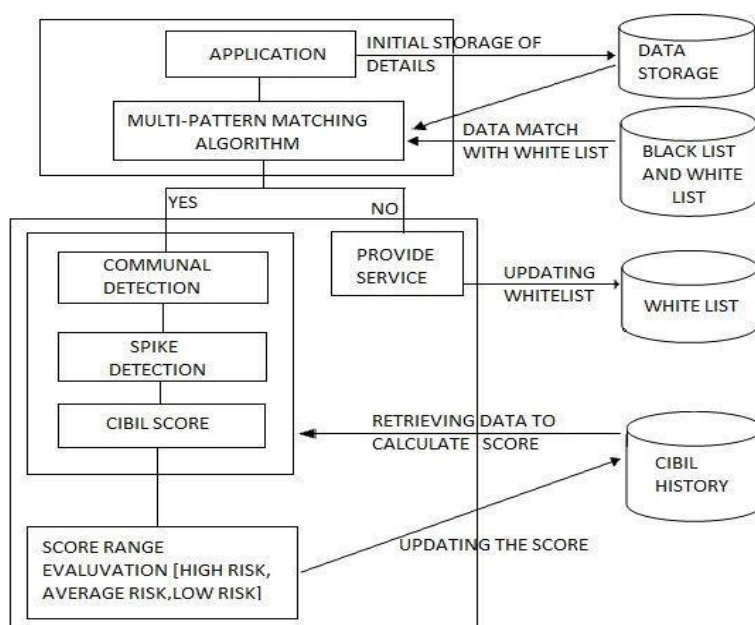 APPLICATION
INITIAL STORAGE OF
DETAILS
DATA
STORAGE
MULTI-PATTERN MATCHING
ALGORITHM
DATA MATCH
WITH WHITE LIST
BLACK LIST
AND WHITE
LIST
YES
NO
COMMUNAL
DETECTION
PROVIDE
SERVICE
UPDATING
WHITELIST
WHITE LIST
SPIKE
DETECTION
CIBIL SCORE
RETRIEVING DATA TO
CALCULATE SCORE
CIBIL
HISTORY
SCORE RANGE
EVALUVATION [HIGH RISK,
AVERAGE RISK,LOW RISK]
UPDATING THE SCORE